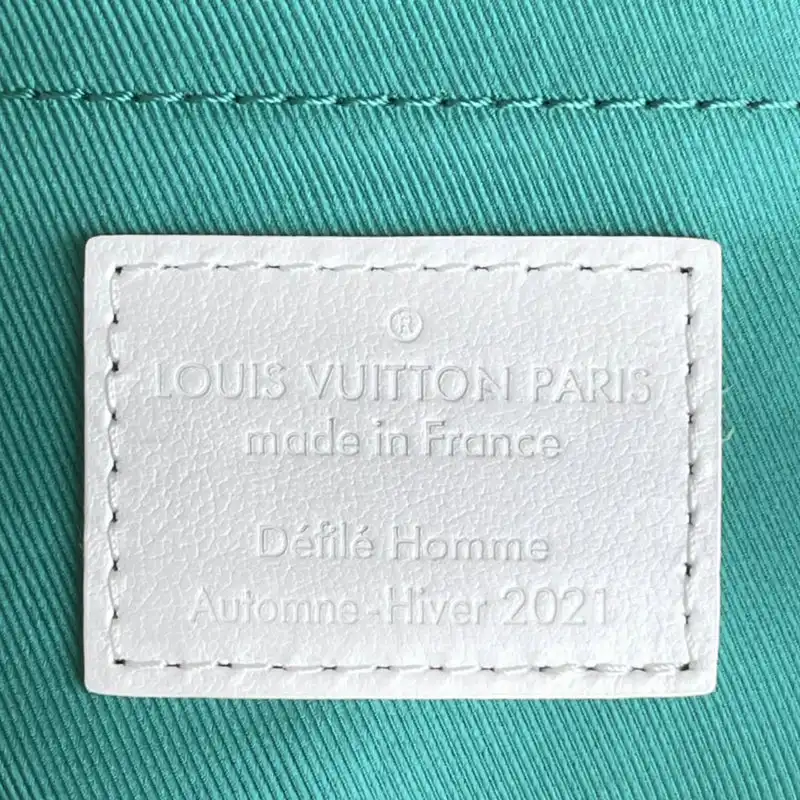 ®
LOUIS VUITTON PARIS
made in France
Défilé Homme
Automne-Hiver 2021